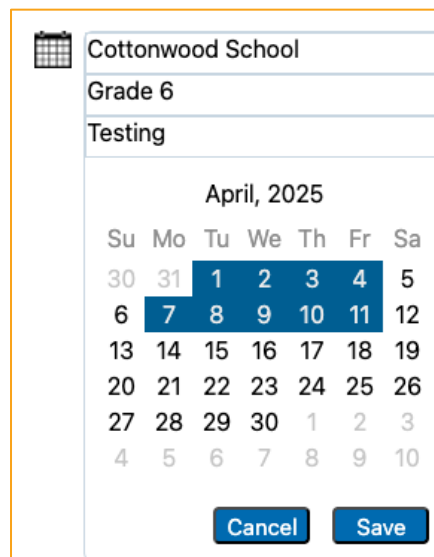 Cottonwood School
Grade 6
Testing
April, 2025
Su Mo Tu We Th Fr Sa
30 31 1 2 3 4 5
6 7 8 9 10 11 12
13 14 15 16 17 18 19
20 21 22 23 24 25 26
27 28 29 30 1 2 3
4 5 6 7 8 9 10
Cancel Save